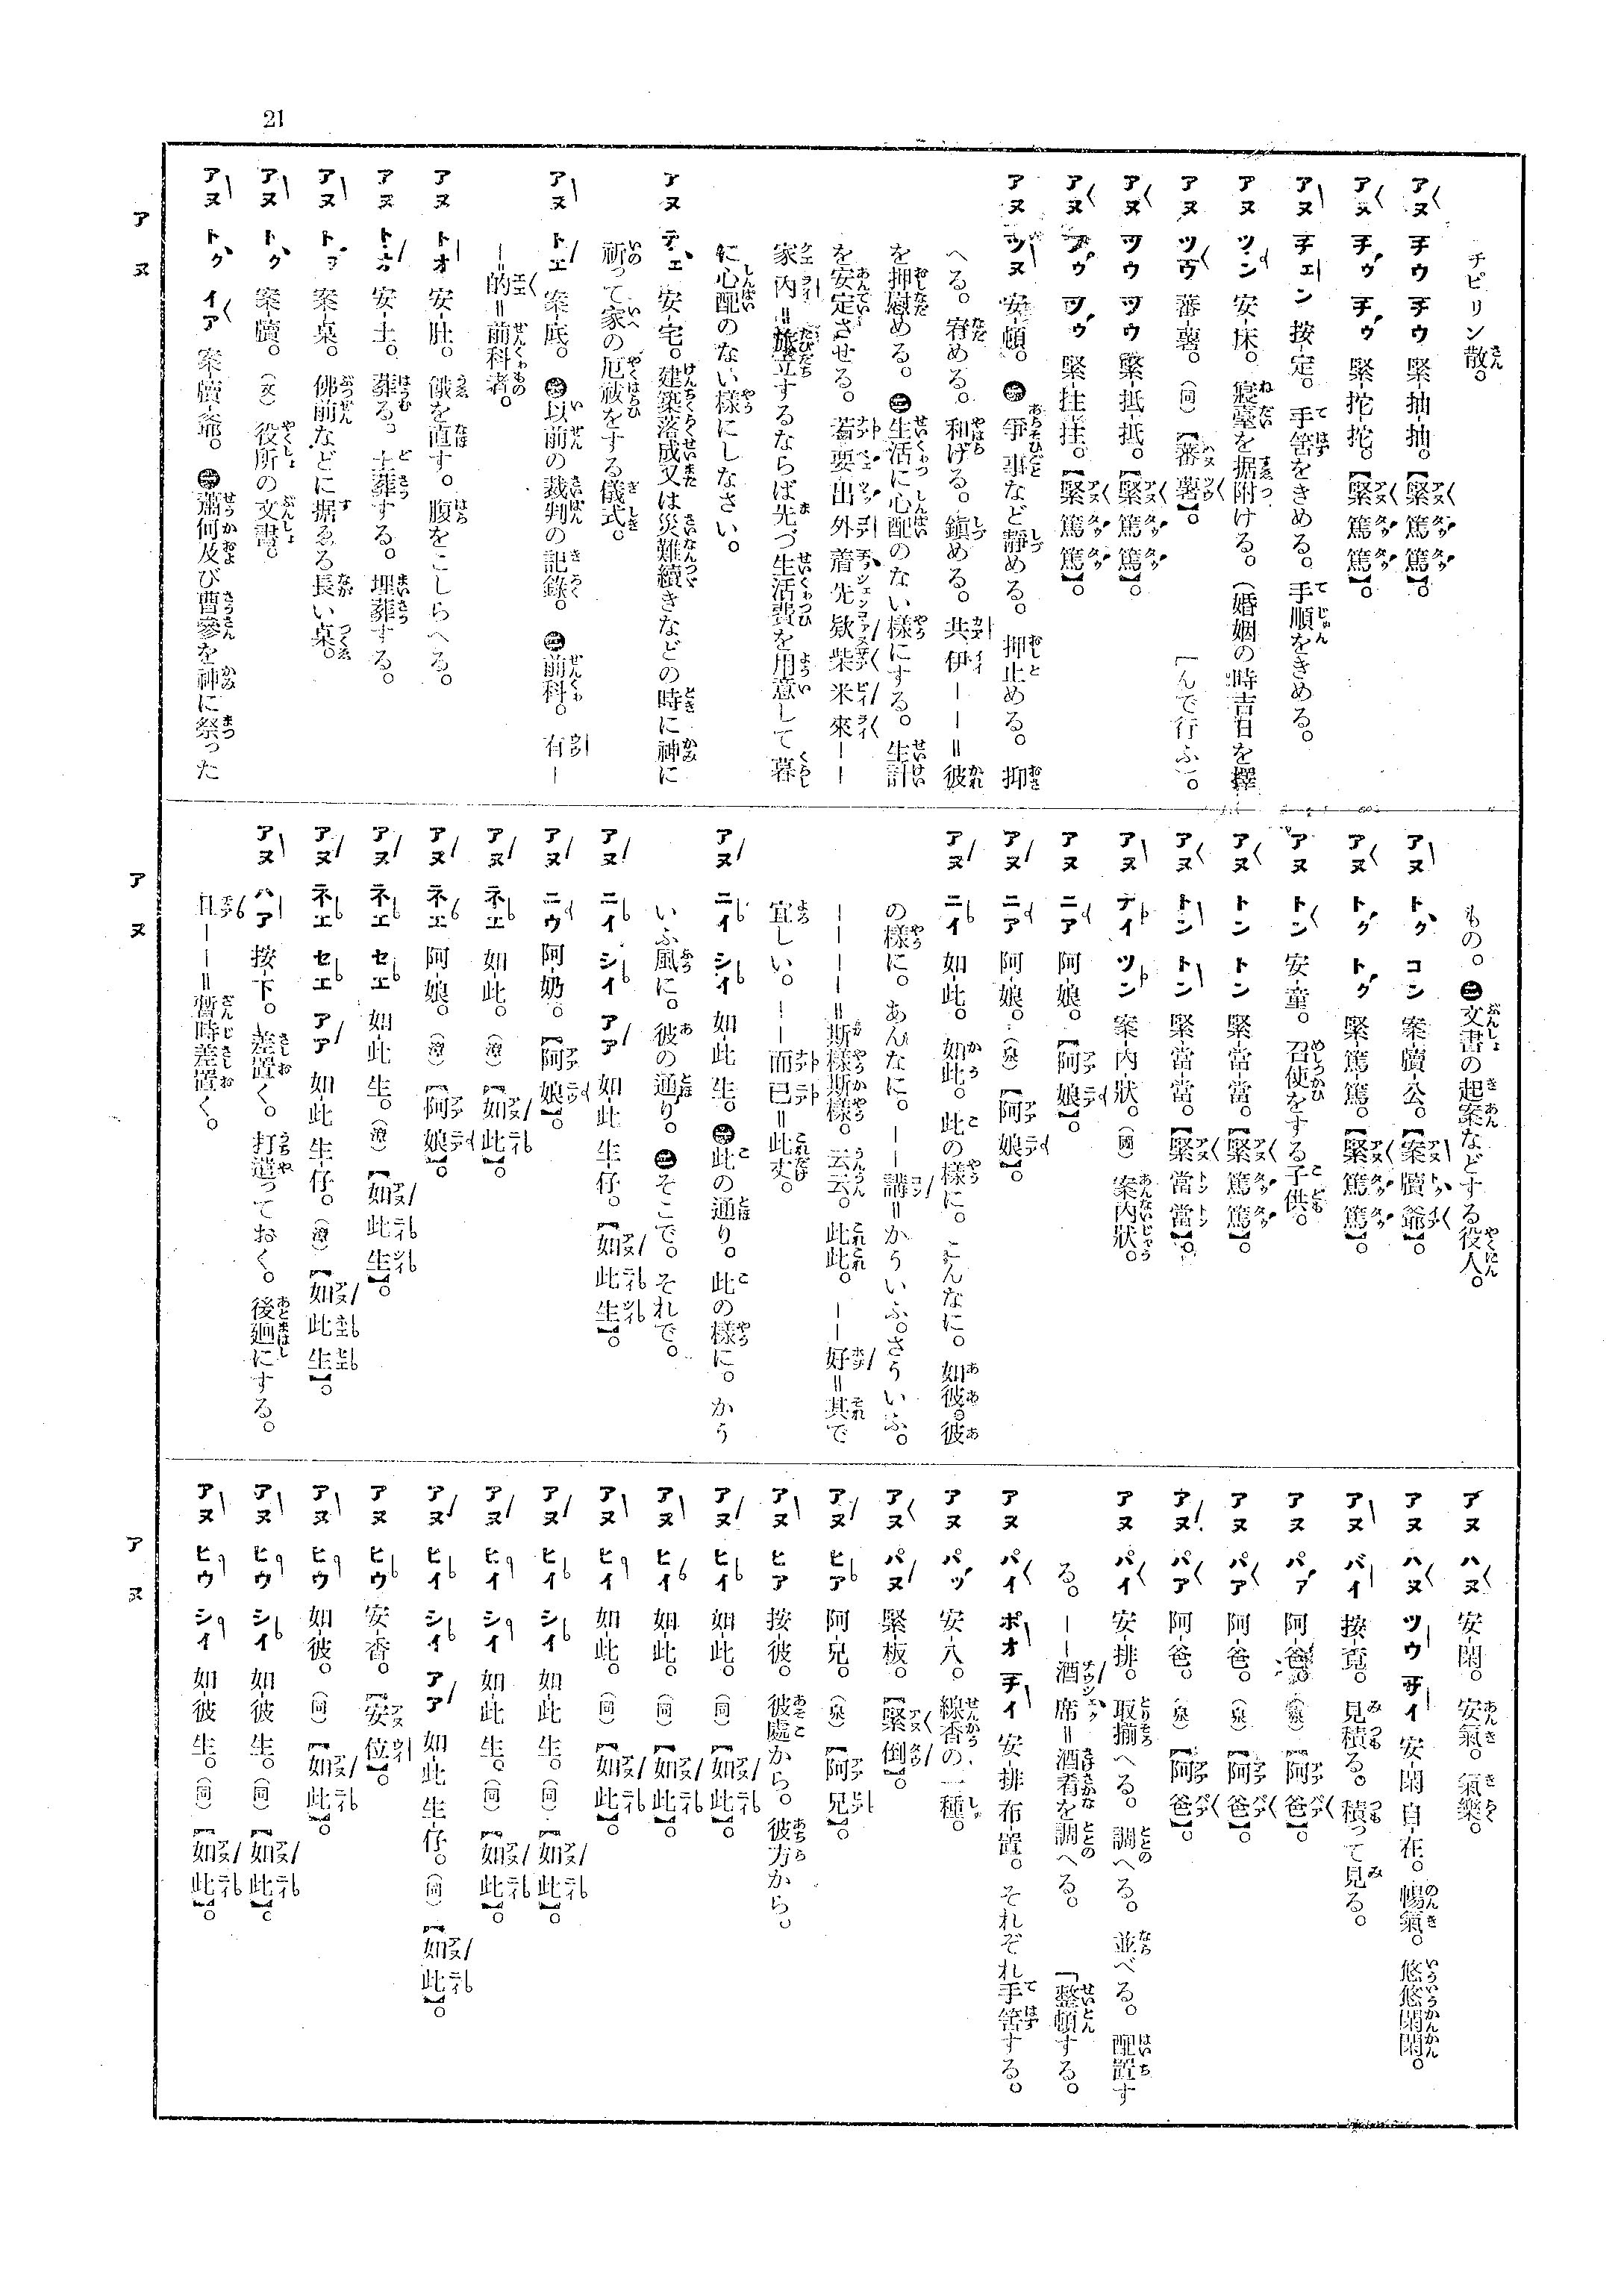 21
チピリン散。
アヌ チウ チウ 緊-抽-抽。【緊篤篤】。
アヌ チウ チウ 緊-拕-拕。【緊篤篤】。
アヌ チェン 按-定。手筈をきめる。手順をきめる。
アヌ ツン 安-床。寢臺を据附ける。(婚姻の時吉日を擇
アヌ ツウ 蕃-薯。(同)【蕃薯】。 「んで行ふ)。
アヌ ツウ ツウ 緊-抵-抵。【緊篤篤】。
アヌ ツウ ツウ 緊-拄-拄。【緊篤篤】。
アヌ ツヌ 安-頓。㊀爭事など靜める。押止める。抑
へる。宥める。和げる。鎭める。共伊——=彼
を押慰める。㊁生活に心配のない樣にする。生計
を安定させる。若要出外着先欵柴米來——
家內=旅立するならば先づ生活費を用意して暮
に心配のない樣にしなさい。
アヌ テェ 安-宅。建築落成又は災難續きなどの時に神に
祈って家の厄祓をする儀式。
アヌ トエ 案-底。㊀以前の裁判の記錄。㊁前科。有—
—的=前科者。
アヌ トオ 安-肚。餓を直す。腹をこしらへる。
アヌ トオ 安-土。葬る。土葬する。埋葬する。
アヌ トヲ 案-桌。佛前などに据ゑる長い桌。
アヌ トク 案-牘。(文)役所の文書。
アヌ トク イア 案-牘-爺。㊀蕭何及び曹參を神に祭った
もの。㊁文書の起案などする役人。
アヌ トク コン 案-牘-公。【案牘爺】。
アヌ トク トク 緊-篤-篤。【緊篤篤】。
アヌ トン 安-童。召使をする子供。
アヌ トン トン 緊-當-當。【緊篤篤】。
アヌ トン トン 緊-當-當。【緊當當】。
アヌ ナイ ツン 案-內-狀。(國)案內狀。
アヌ ニア 阿-娘。【阿娘】。
アヌ ニア 阿-娘。(泉)【阿娘】。
アヌ ニイ 如-此。如此。此の樣に。こんなに。如彼。彼
の樣に。あんなに。——講=かういふ。さういふ。
————=斯樣斯樣。云云。此此。——好=其で
宜しい。——而已=此丈。
アヌ ニイ シイ 如-此-生。㊀此の通り。此の樣に。かう
いふ風に。彼の通り。㊁そこで。それで。
アヌ ニイ シイ アア 如-此-生-仔。【如此生】。
アヌ ニウ 阿-奶。【阿娘】。
アヌ ネエ 如-此。(漳)【如此】。
アヌ ネエ 阿-娘。(漳)【阿娘】。
アヌ ネエ セエ 如-此-生。(漳)【如此生】。
アヌ ネエ セエ アア 如-此-生-仔。(漳)【如此生】。
アヌ ハア 按-下。差置く。打遣っておく。後廻にする。
且——=暫時差置く。
アヌ ハヌ 安-閑。安氣。氣樂。
アヌ ハヌ ツウ サイ 安-閑-自-在。暢氣。悠悠閑閑。
アヌ バイ 按-覔。見積る。積って見る。
アヌ パア 阿-爸。(泉)【阿爸】。
アヌ パア 阿-爸。(泉)【阿爸】。
アヌ パア 阿-爸。(泉)【阿爸】。
アヌ パイ 安-排。取揃へる。調へる。並べる。配置す
る。——酒席=酒肴を調へる。 「整頓する。
アヌ パイ ポオ チイ 安-排-布-置。それぞれ手筈する。
アヌ パッ 安-八。線香の一種。
アヌ パヌ 緊-板。【緊倒】。
アヌ ヒア 阿-兄。(泉)【阿兄】。
アヌ ヒア 按-彼。彼處から。彼方から。
アヌ ヒイ 如-此。(同)【如此】。
アヌ ヒイ 如-此。(同)【如此】。
アヌ ヒイ 如-此。(同)【如此】。
アヌ ヒイ シイ 如-此-生。(同)【如此】。
アヌ ヒイ シイ 如-此-生。(同)【如此】。
アヌ ヒイ シイ アア 如-此-生-仔。(同)【如此】。
アヌ ヒウ 安-香。【安位】。
アヌ ヒウ 如-彼。(同)【如此】。
アヌ ヒウ シイ 如-彼-生。(同)【如此】。
アヌ ヒウ シイ 如-彼-生。(同)【如此】。
ア ヌ
ア ヌ
ア ヌ